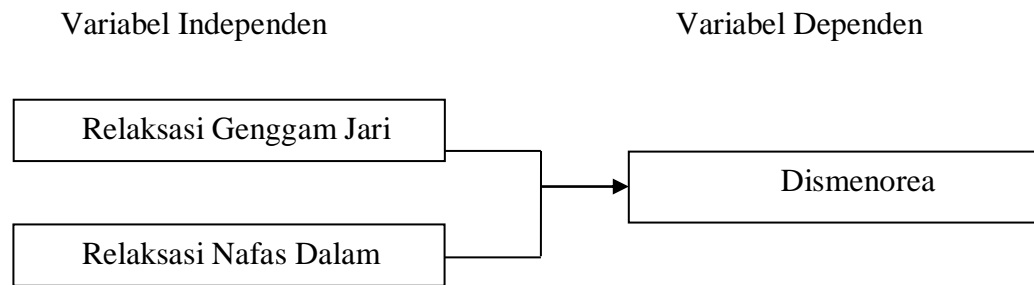 Variabel Independen
Variabel Dependen
Relaksasi Genggam Jari
Dismenorea
Relaksasi Nafas Dalam